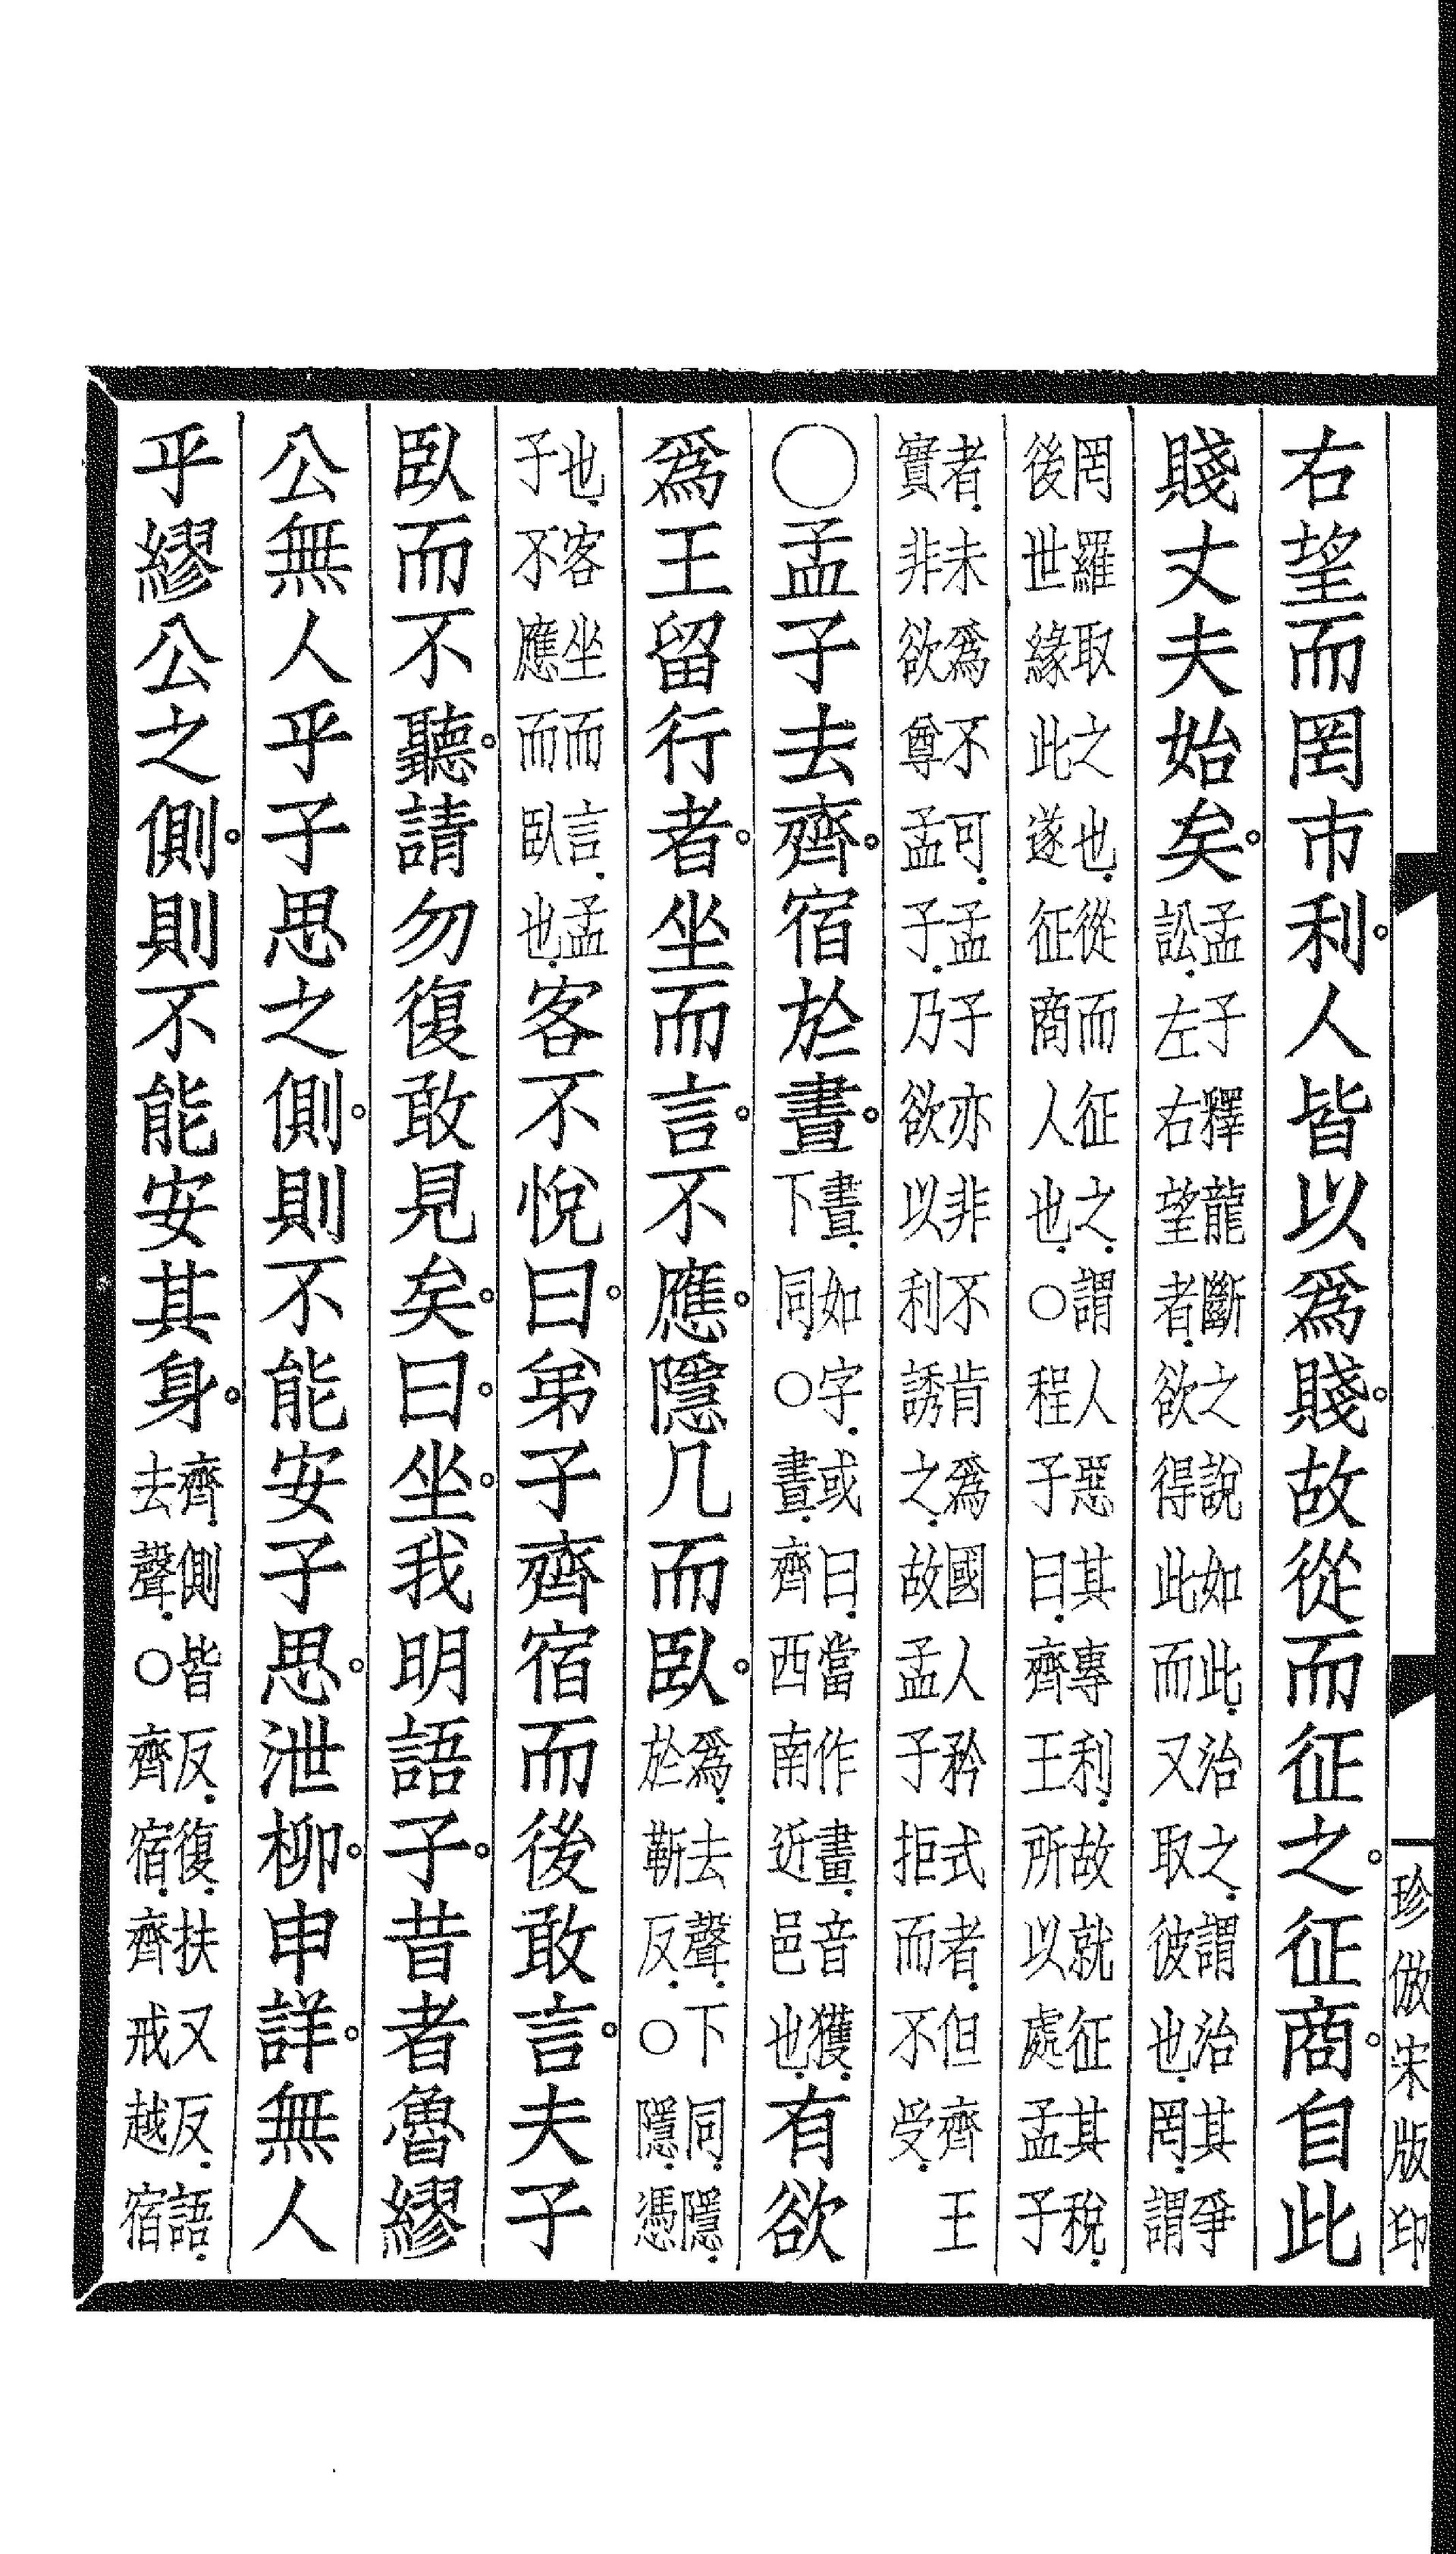 珍倣宋版印
右望而罔市利。人皆以爲賤。故從而征之。征商。自此
賤丈夫始矣。孟子釋龍斷之說如此.治之.謂治其爭
訟.左右望者.欲得此而又取彼也.罔.謂
罔羅取之也.從而征之.謂人惡其專利.故就征其稅.
後世緣此遂征商人也.○程子曰.齊王所以處孟子
者.未爲不可.孟子亦非不肯爲國人矜式者.但齊王
實非欲尊孟子.乃欲以利誘之.故孟子拒而不受.
○孟子去齊。宿於晝。晝.如字.或曰.當作畫.音獲.
下同.○晝.齊西南近邑也.有欲
爲王留行者。坐而言。不應。隱几而臥。爲.去聲.下同.隱.
於靳反.○隱.憑
也.客坐而言.孟
子不應而臥也.客不悅曰。弟子齊宿而後敢言。夫子
臥而不聽。請勿復敢見矣。曰。坐。我明語子。昔者魯繆
公無人乎子思之側。則不能安子思。泄柳。申詳。無人
乎繆公之側。則不能安其身。齊.側皆反.復.扶又反.語.
去聲.○齊宿.齊戒越宿